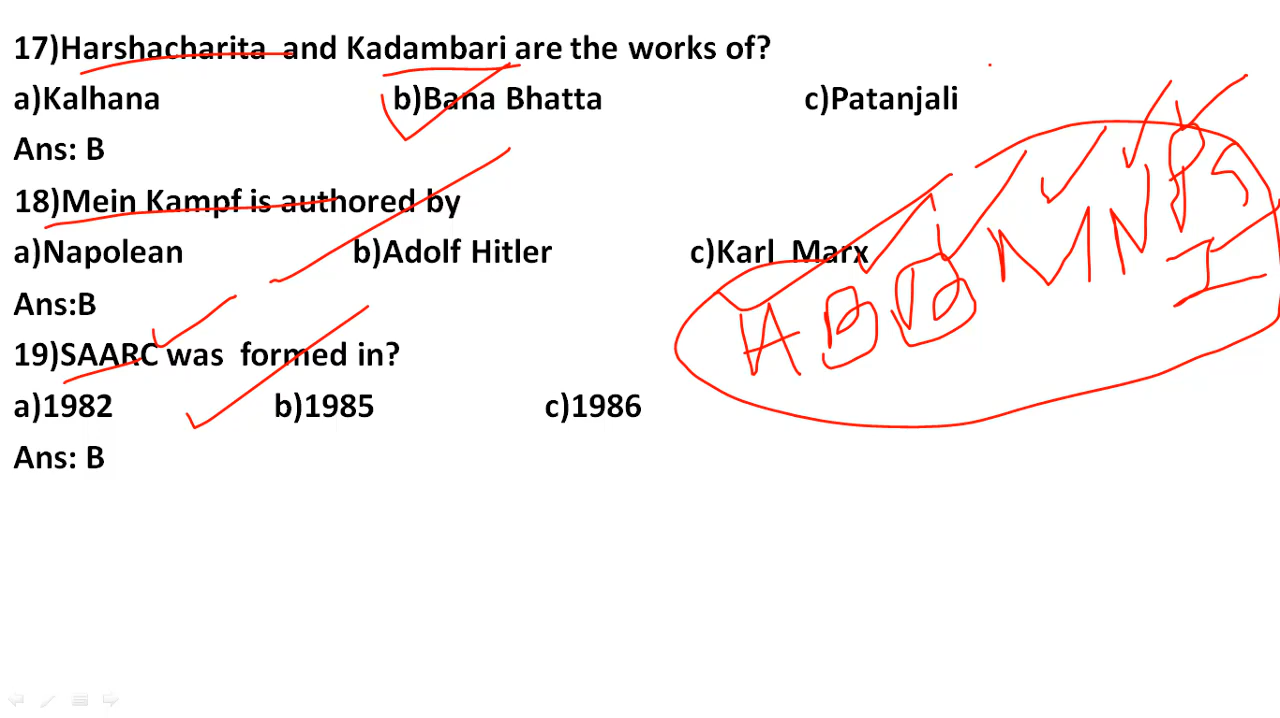 17)Harshacharita and Kadambari are the works of?
a)Kalhana b)Bana Bhatta c)Patanjali
Ans: B
18)Mein Kampf is authored by
a)Napolean b)Adolf Hitler c)Karl Marx
Ans:B
19)SAARC was formed in?
a)1982 b)1985 c)1986
Ans: B
A B B M N P S
I